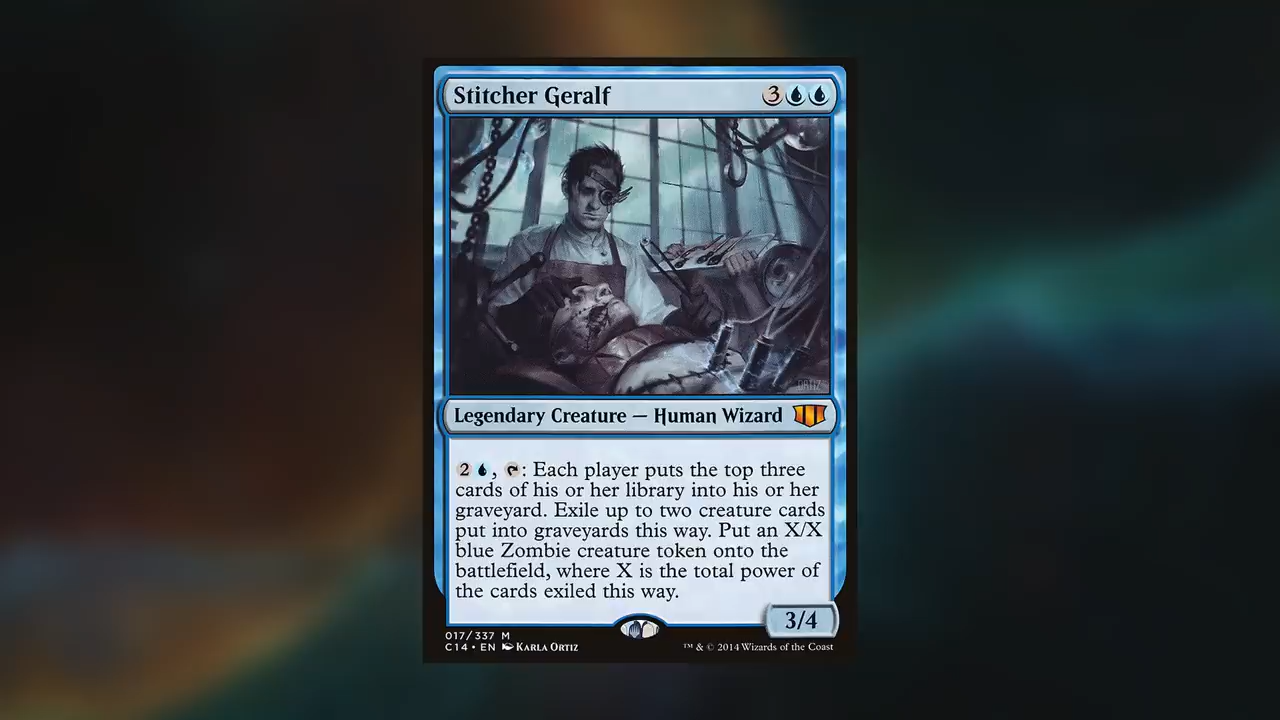 Stitcher Geralf 3
ORTIZ
Legendary Creature — Human Wizard
2 , : Each player puts the top three
cards of his or her library into his or her
graveyard. Exile up to two creature cards
put into graveyards this way. Put an X/X
blue Zombie creature token onto the
battlefield, where X is the total power of
the cards exiled this way.
3/4
017/337 M
C14 • EN KARLA ORTIZ
™ & © 2014 Wizards of the Coast